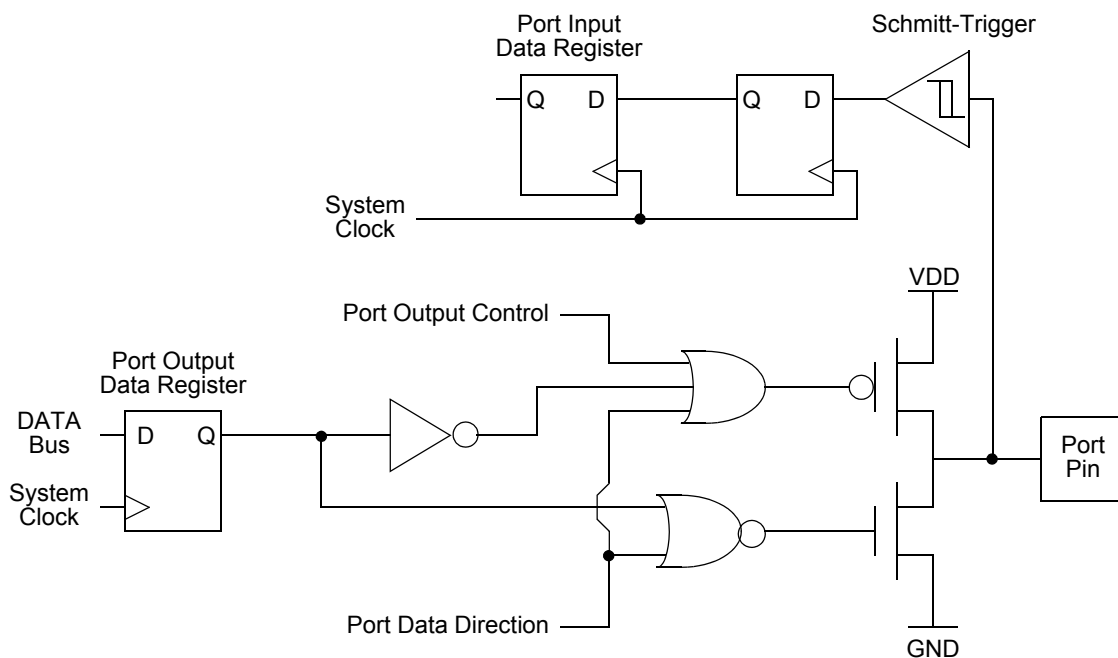 Port Input
Data Register
Schmitt-Trigger
Q
D
Q
D
System
Clock
VDD
Port Output Control
Port Output
Data Register
DATA
Bus
D
Q
System
Clock
Port
Pin
Port Data Direction
GND